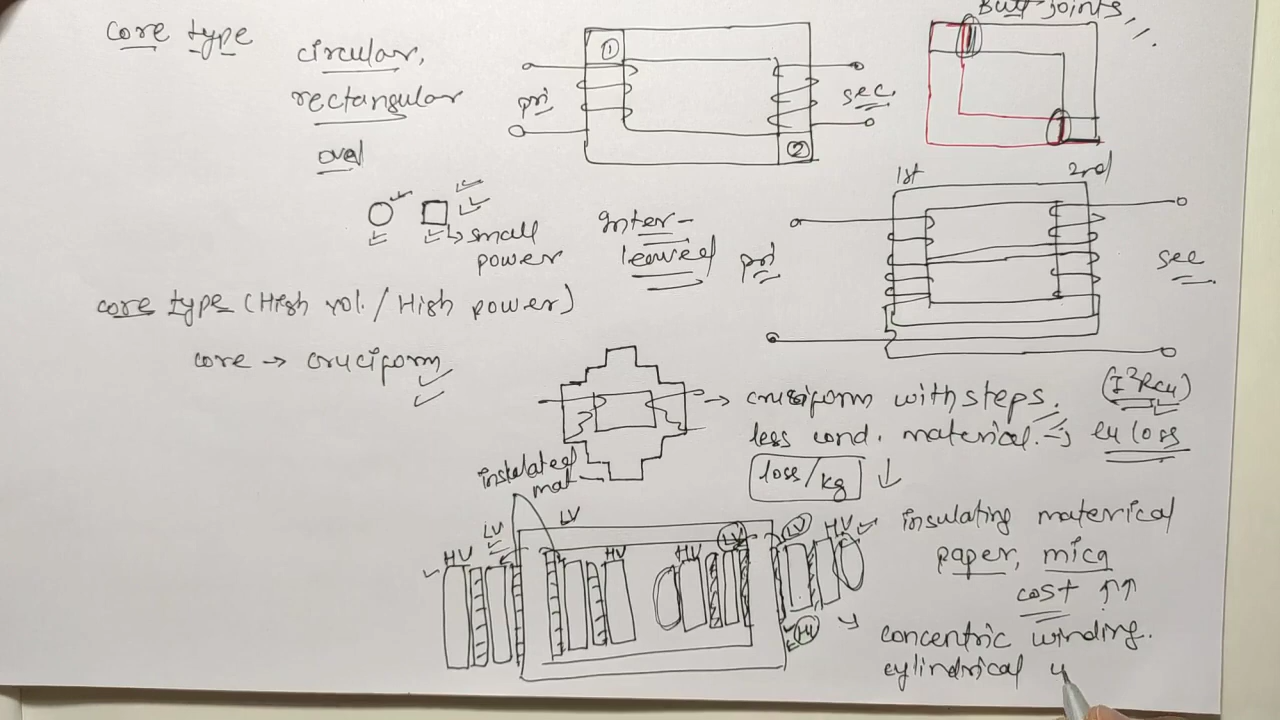 Butt joints,
core type
circular,
rectangular
oval
pri
①
②
sec.
1st
2nd
small
power
Inter-
leaved
pri
sec
core type (High vol. / High power)
core → cruciform
→ crusiform with steps.
(I²Rcu)
less cond. material. → cu loss
loss/kg ↓
insulated
mat
insulating material
paper, mica
cost ↑↑
HV
LV
LV
HV
HV
LV
LV
HV
HV
concentric winding.
cylindrical